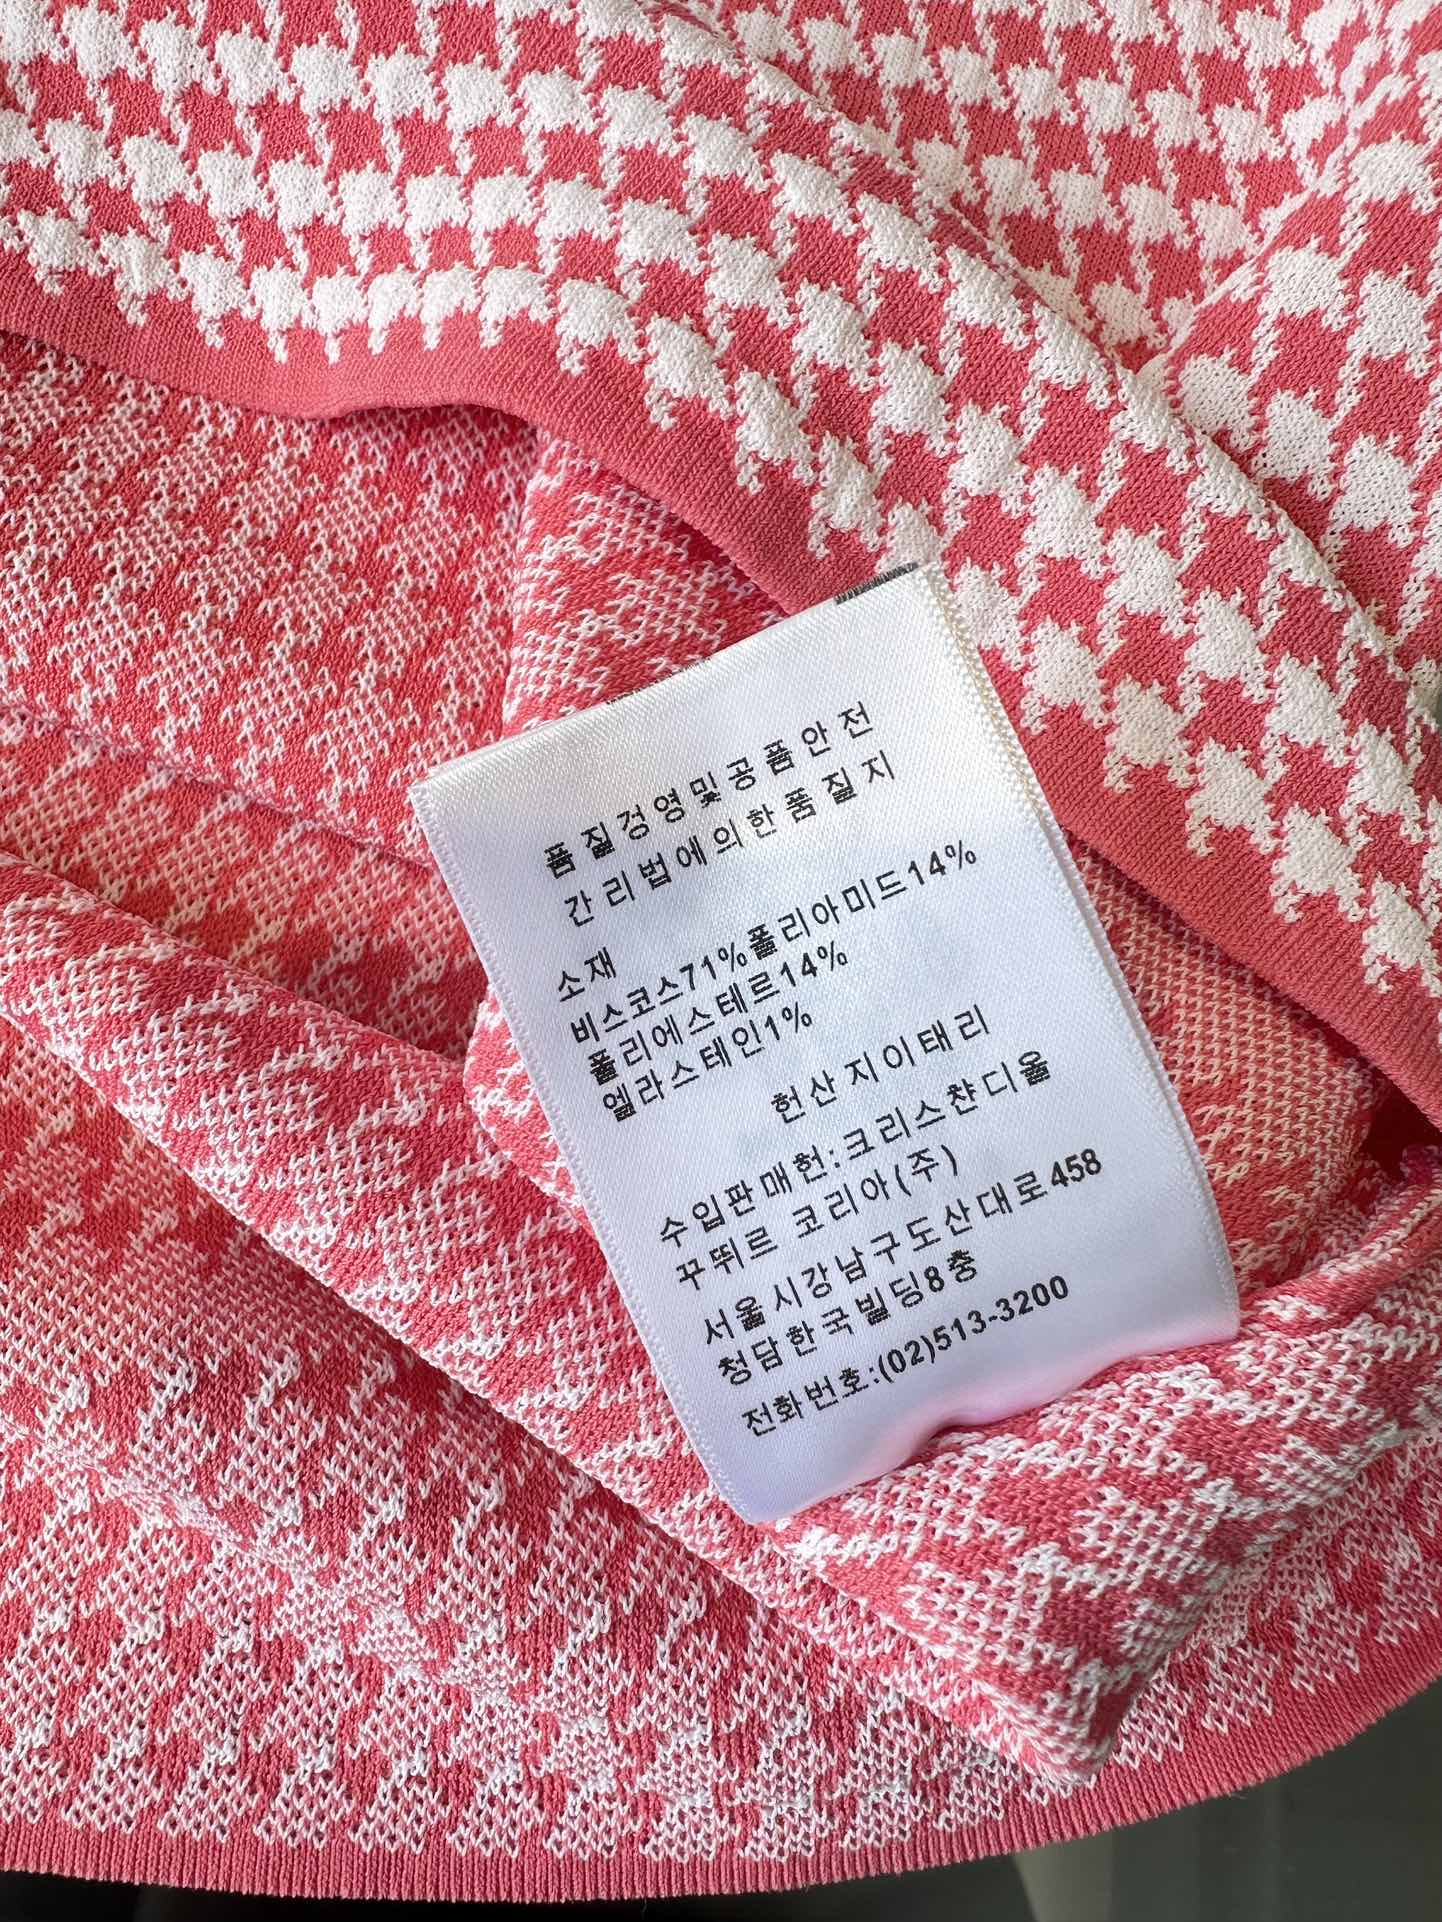 품질겅영및공품안전
간리법에의한품질지
소재
비스코스71%폴리아미드14%
폴리에스테르14%
엘라스테인1%
헌산지이태리
수입판매헌:크리스챤디올
꾸뛰르 코리아(주)
서울시강남구도산대로458
청담한국빌딩8층
전화번호:(02)513-3200